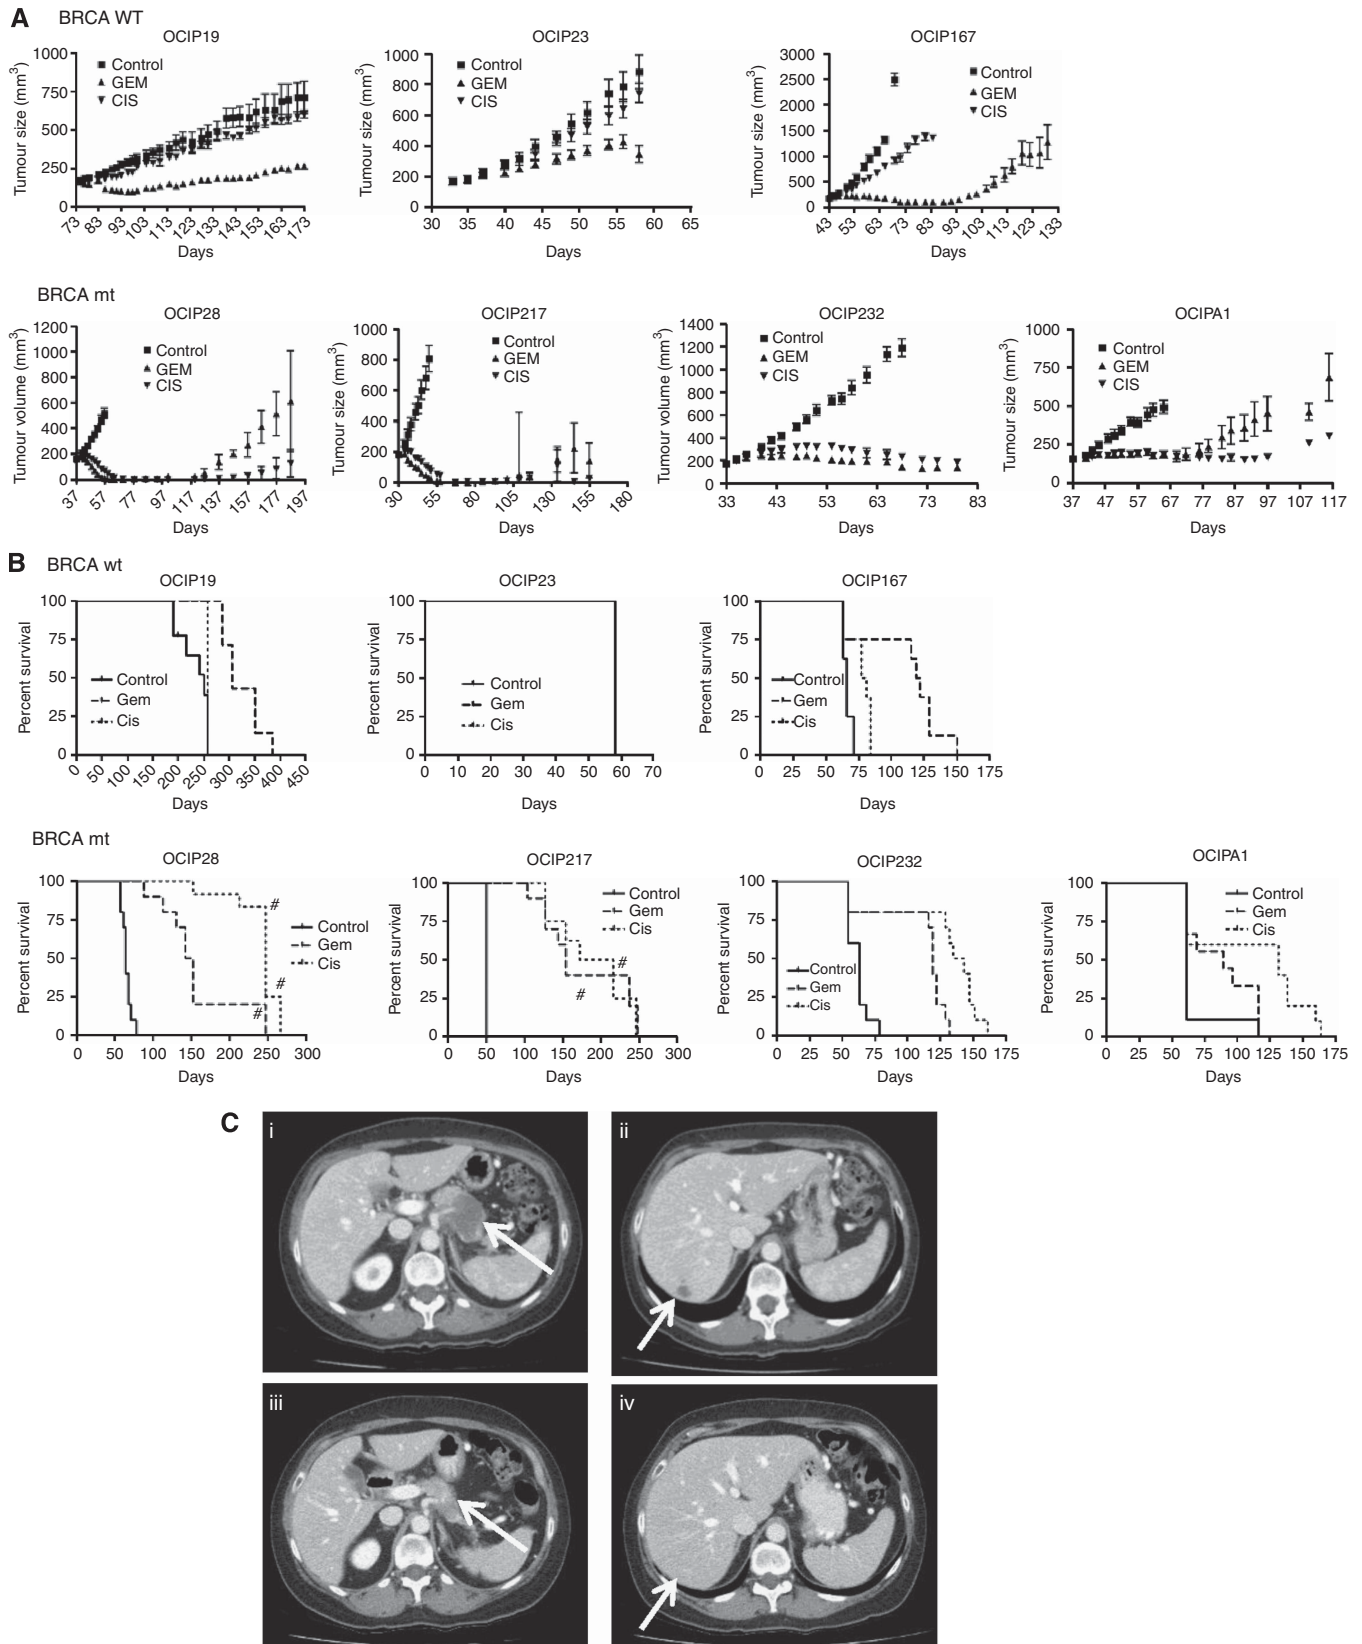 A BRCA WT
OCIP19
Tumour size (mm3)
1000
750
500
250
0
Control
GEM
CIS
73 83 93 103 113 123 133 143 153 163 173
Days
OCIP23
Tumour size (mm3)
1000
800
600
400
200
0
Control
GEM
CIS
30 35 40 45 50 55 60 65
Days
OCIP167
Tumour size (mm3)
3000
2500
2000
1500
1000
500
0
Control
GEM
CIS
43 53 63 73 83 93 103 113 123 133
Days
BRCA mt
OCIP28
Tumour volume (mm3)
1200
1000
800
600
400
200
0
Control
GEM
CIS
37 57 77 97 117 137 157 177 197
Days
OCIP217
Tumour size (mm3)
1000
800
600
400
200
0
Control
GEM
CIS
30 55 80 105 130 155 180
Days
OCIP232
Tumour volume (mm3)
1400
1200
1000
800
600
400
200
0
Control
GEM
CIS
33 43 53 63 73 83
Days
OCIPA1
Tumour size (mm3)
1000
750
500
250
0
Control
GEM
CIS
37 47 57 67 77 87 97 107 117
Days
B BRCA wt
OCIP19
Percent survival
100
75
50
25
0
Control
Gem
Cis
0 50 100 150 200 250 300 350 400 450
Days
OCIP23
Percent survival
100
75
50
25
0
Control
Gem
Cis
0 10 20 30 40 50 60 70
Days
OCIP167
Percent survival
100
75
50
25
0
Control
Gem
Cis
0 25 50 75 100 125 150 175
Days
BRCA mt
OCIP28
Percent survival
100
75
50
25
0
Control
Gem
Cis
#
#
#
0 50 100 150 200 250 300
Days
OCIP217
Percent survival
100
75
50
25
0
Control
Gem
Cis
#
#
0 50 100 150 200 250 300
Days
OCIP232
Percent survival
100
75
50
25
0
Control
Gem
Cis
0 25 50 75 100 125 150 175
Days
OCIPA1
Percent survival
100
75
50
25
0
Control
Gem
Cis
0 25 50 75 100 125 150 175
Days
C
i
ii
iii
iv